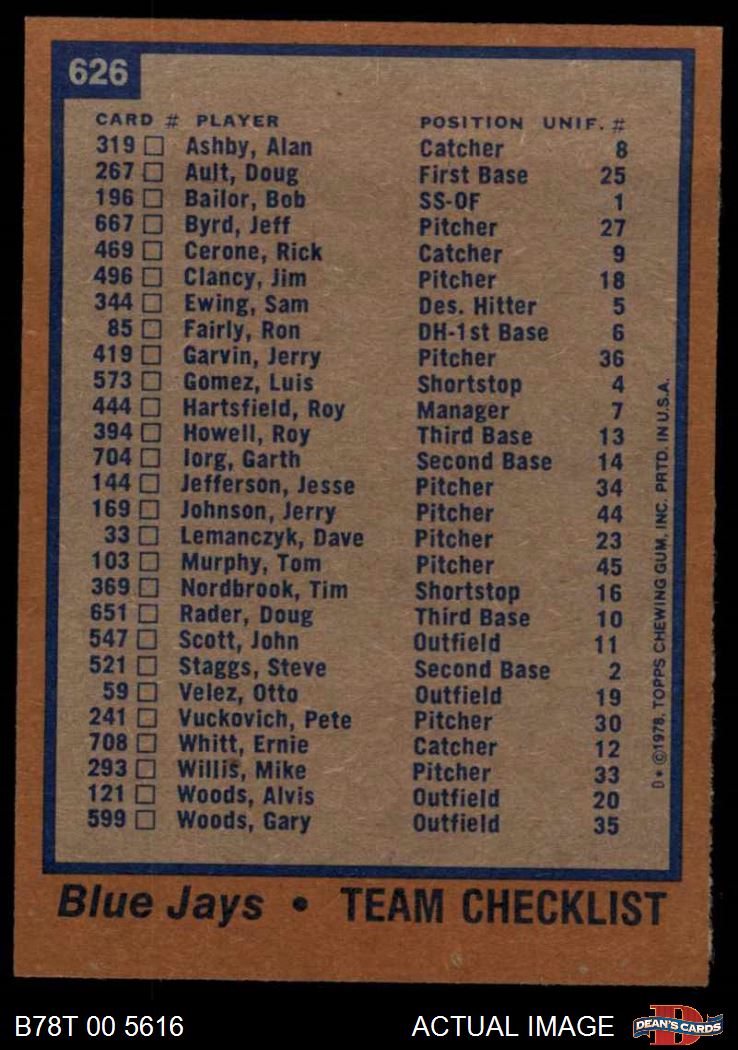 626
CARD # PLAYER POSITION UNIF. #
319 Ashby, Alan Catcher 8
267 Ault, Doug First Base 25
196 Bailor, Bob SS-OF 1
667 Byrd, Jeff Pitcher 27
469 Cerone, Rick Catcher 9
496 Clancy, Jim Pitcher 18
344 Ewing, Sam Des. Hitter 5
85 Fairly, Ron DH-1st Base 6
419 Garvin, Jerry Pitcher 36
573 Gomez, Luis Shortstop 4
444 Hartsfield, Roy Manager 7
394 Howell, Roy Third Base 13
704 Iorg, Garth Second Base 14
144 Jefferson, Jesse Pitcher 34
169 Johnson, Jerry Pitcher 44
33 Lemanczyk, Dave Pitcher 23
103 Murphy, Tom Pitcher 45
369 Nordbrook, Tim Shortstop 16
651 Rader, Doug Third Base 10
547 Scott, John Outfield 11
521 Staggs, Steve Second Base 2
59 Velez, Otto Outfield 19
241 Vuckovich, Pete Pitcher 30
708 Whitt, Ernie Catcher 12
293 Willis, Mike Pitcher 33
121 Woods, Alvis Outfield 20
599 Woods, Gary Outfield 35
D* ©1978, TOPPS CHEWING GUM, INC. PRTD. IN U.S.A.
Blue Jays • TEAM CHECKLIST
B78T 00 5616 ACTUAL IMAGE
DEAN'S CARDS